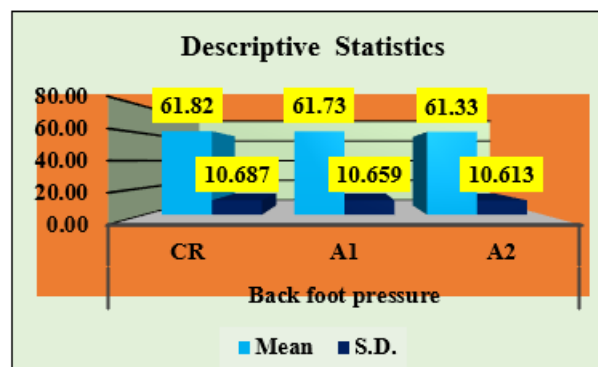 Descriptive Statistics
80.00
60.00
40.00
20.00
0.00
61.82
61.73
61.33
10.687
10.659
10.613
CR
A1
A2
Back foot pressure
Mean
S.D.